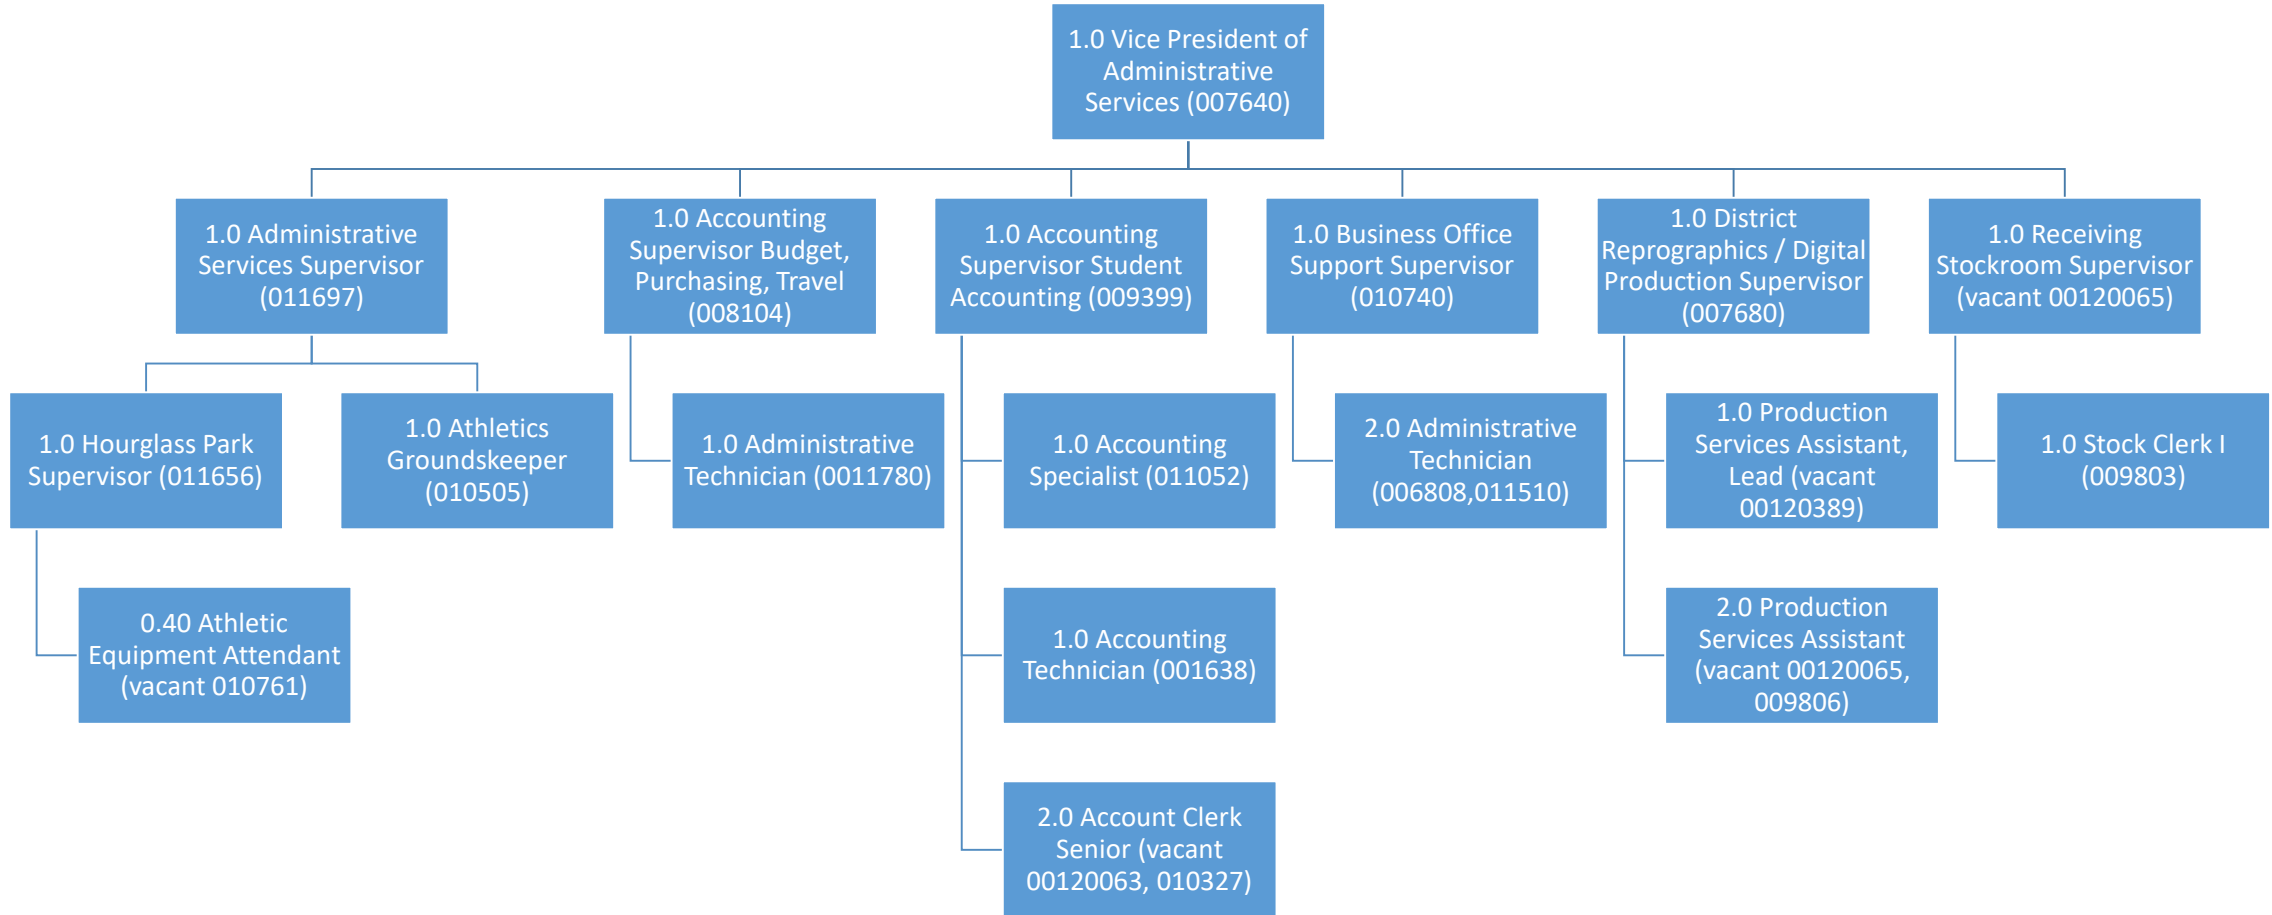 1.0 Vice President of
Administrative
Services (007640)
1.0 Administrative
Services Supervisor
(011697)
1.0 Accounting
Supervisor Budget,
Purchasing, Travel
(008104)
1.0 Accounting
Supervisor Student
Accounting (009399)
1.0 Business Office
Support Supervisor
(010740)
1.0 District
Reprographics / Digital
Production Supervisor
(007680)
1.0 Receiving
Stockroom Supervisor
(vacant 00120065)
1.0 Hourglass Park
Supervisor (011656)
1.0 Athletics
Groundskeeper
(010505)
1.0 Administrative
Technician (0011780)
1.0 Accounting
Specialist (011052)
2.0 Administrative
Technician
(006808,011510)
1.0 Production
Services Assistant,
Lead (vacant
00120389)
1.0 Stock Clerk I
(009803)
0.40 Athletic
Equipment Attendant
(vacant 010761)
1.0 Accounting
Technician (001638)
2.0 Production
Services Assistant
(vacant 00120065,
009806)
2.0 Account Clerk
Senior (vacant
00120063, 010327)